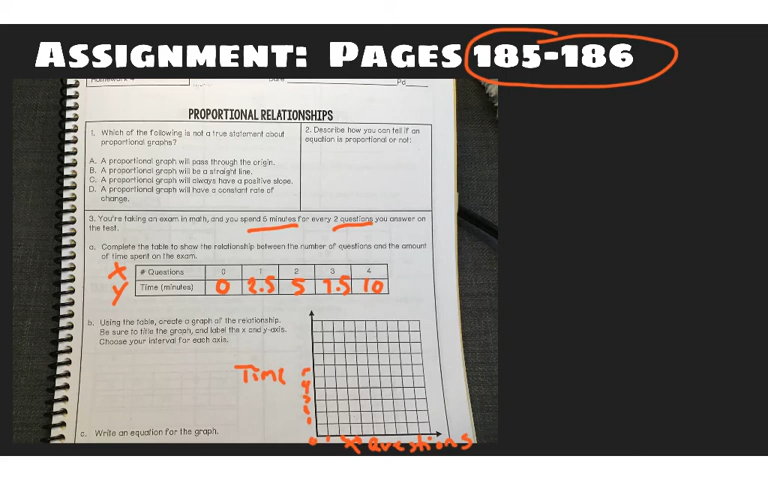 ASSIGNMENT: PAGES 185-186
PROPORTIONAL RELATIONSHIPS
1. Which of the following is not a true statement about
proportional graphs?
A. A proportional graph will pass through the origin.
B. A proportional graph will be a straight line.
C. A proportional graph will always have a positive slope.
D. A proportional graph will have a constant rate of
change.
2. Describe how you can tell if an
equation is proportional or not:
3. You're taking an exam in math, and you spend 5 minutes for every 2 questions you answer on
the test.
a. Complete the table to show the relationship between the number of questions and the amount
of time spent on the exam.
X # Questions 0 1 2 3 4
Y Time (minutes) 0 2.5 5 7.5 10
b. Using the table, create a graph of the relationship.
Be sure to title the graph, and label the x and y-axis.
Choose your interval for each axis.
Time
c. Write an equation for the graph.
Questions